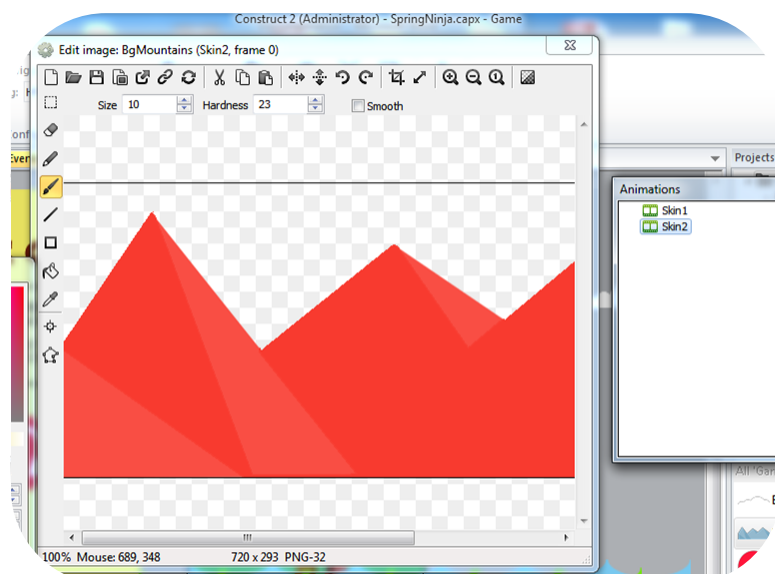 Construct 2 (Administrator) - SpringNinja.capx - Game
Edit image: BgMountains (Skin2, frame 0)
Size 10 Hardness 23 Smooth
Projects
Animations
Skin1
Skin2
100% Mouse: 689, 348 720 x 293 PNG-32